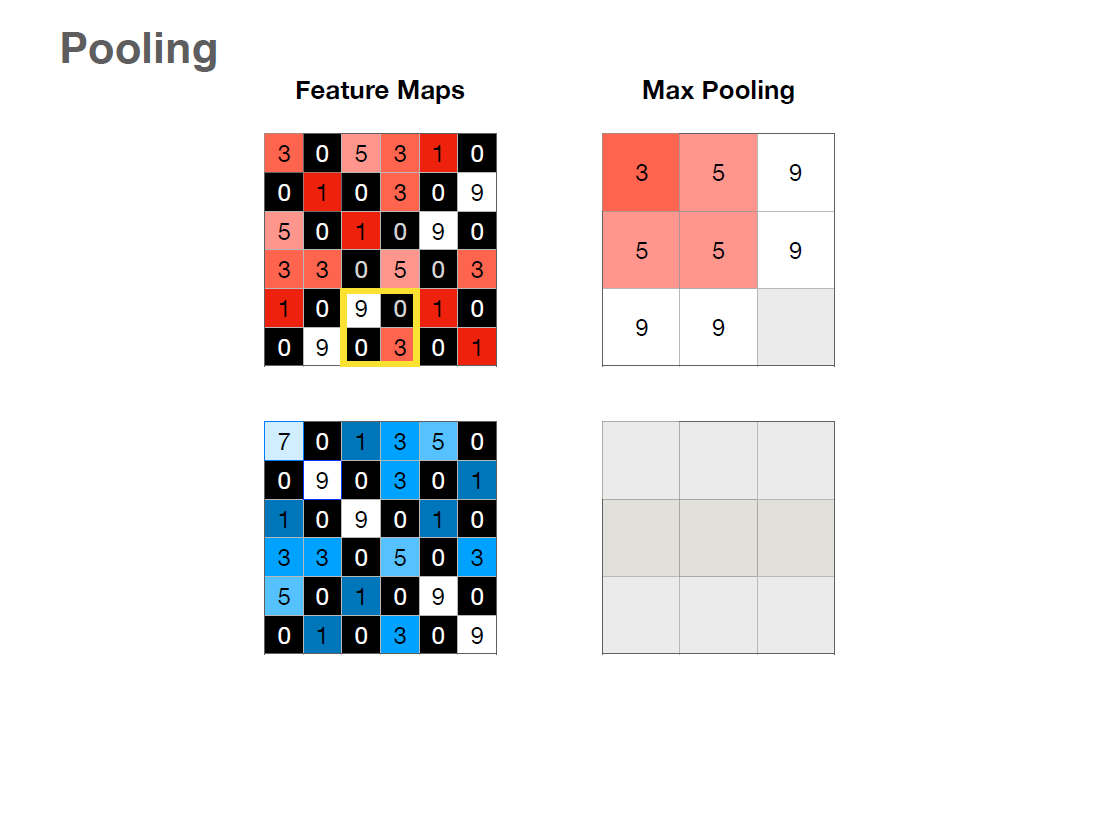 Pooling
Feature Maps
Max Pooling
3 0 5 3 1 0
0 1 0 3 0 9
5 0 1 0 9 0
3 3 0 5 0 3
1 0 9 0 1 0
0 9 0 3 0 1
3 5 9
5 5 9
9 9
7 0 1 3 5 0
0 9 0 3 0 1
1 0 9 0 1 0
3 3 0 5 0 3
5 0 1 0 9 0
0 1 0 3 0 9